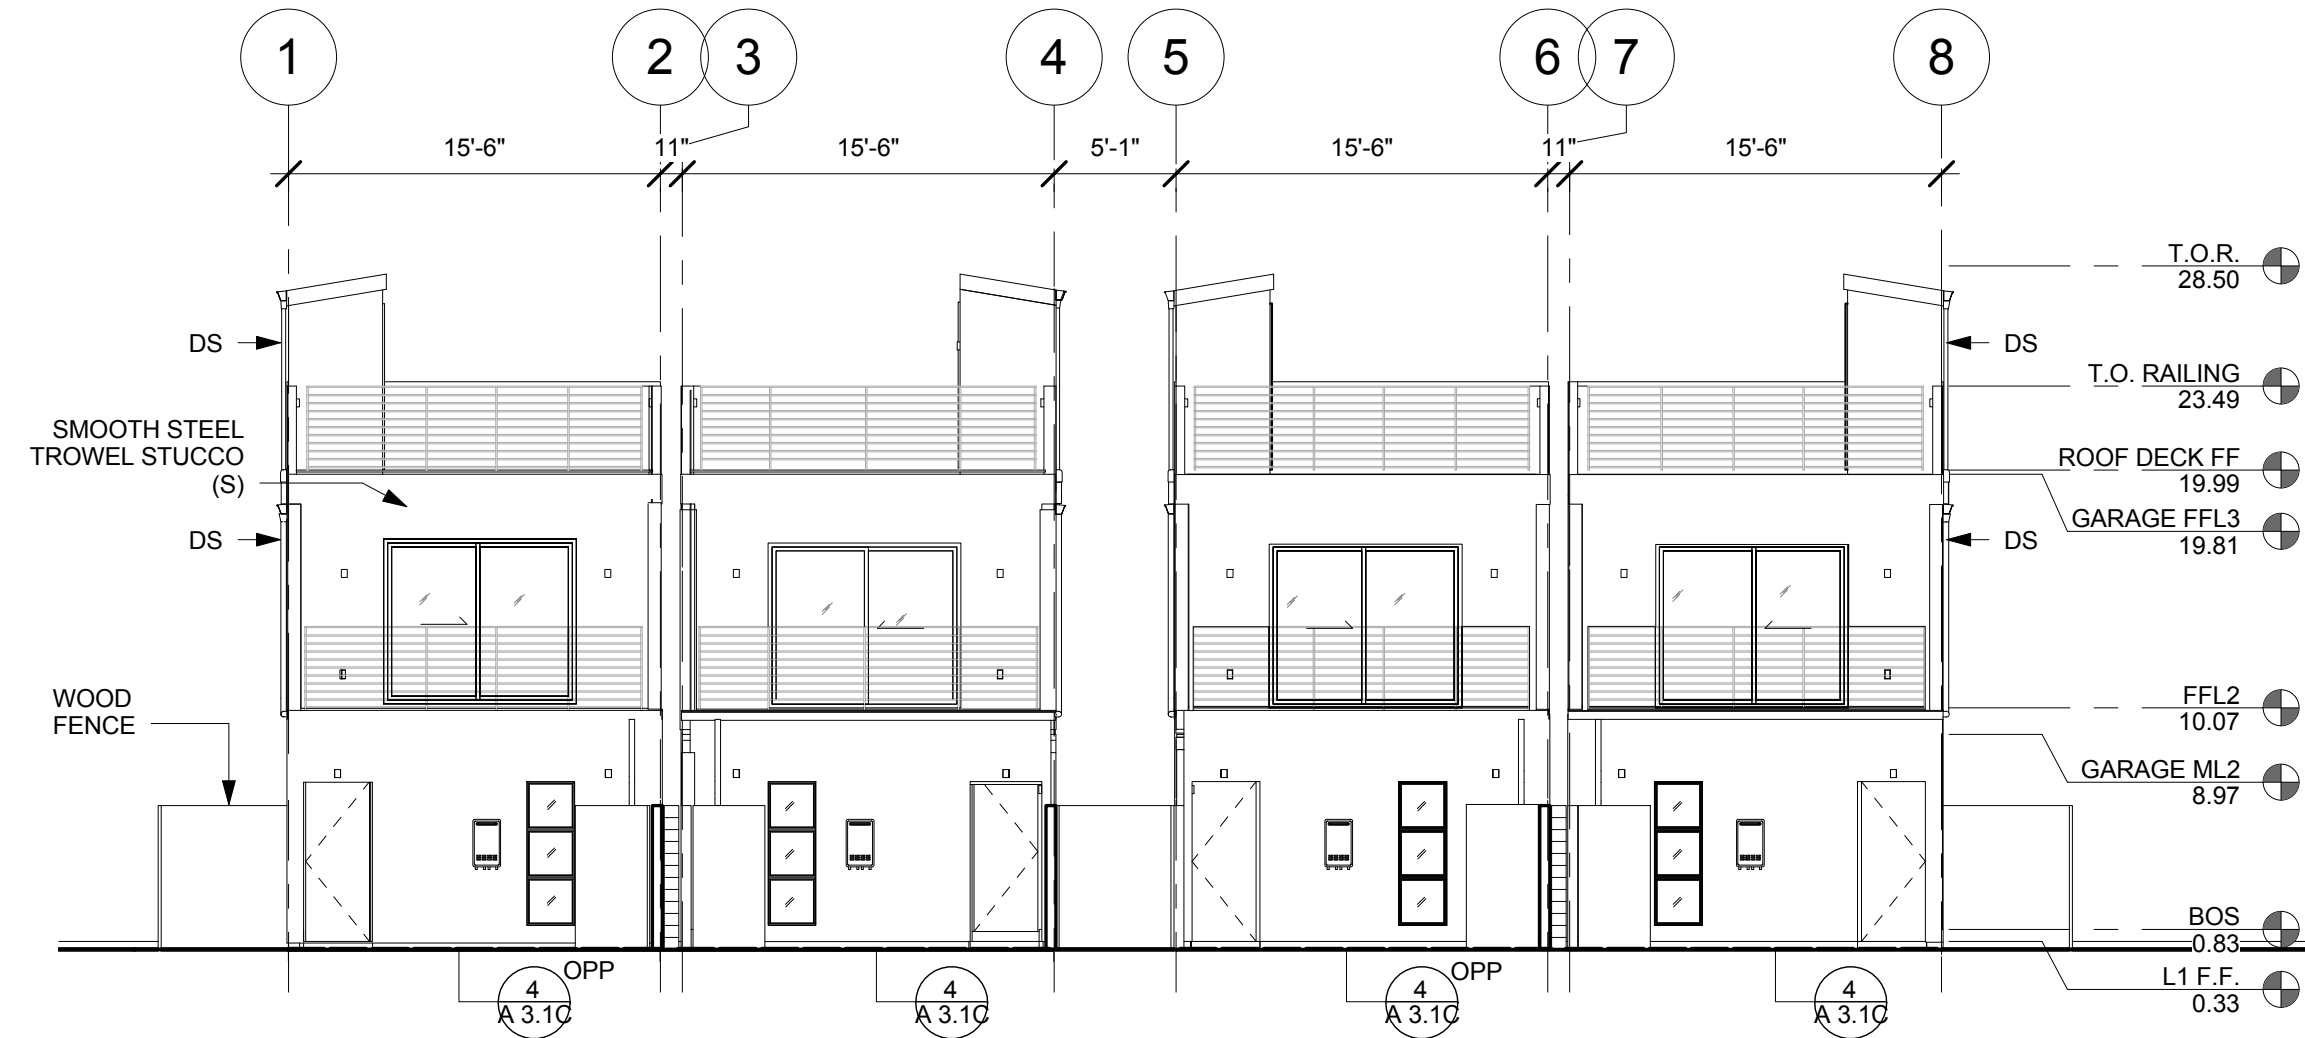 1 2 3 4 5 6 7 8
15'-6" 11" 15'-6" 5'-1" 15'-6" 11" 15'-6"
T.O.R.
28.50
DS
DS
T.O. RAILING
23.49
SMOOTH STEEL
TROWEL STUCCO
(S)
ROOF DECK FF
19.99
GARAGE FFL3
19.81
DS
DS
WOOD
FENCE
FFL2
10.07
GARAGE ML2
8.97
BOS
0.83
L1 F.F.
0.33
OPP
4
A 3.1C
4
A 3.1C
OPP
4
A 3.1C
4
A 3.1C